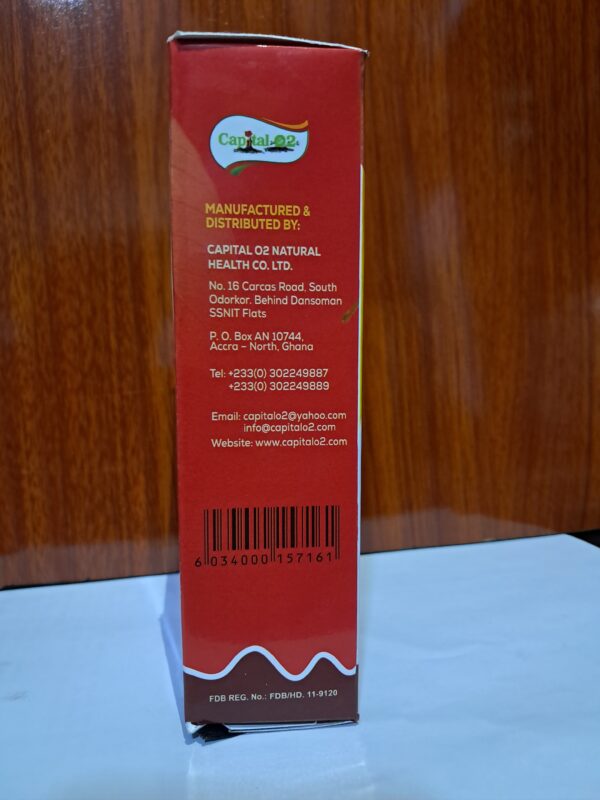 Capital O2
MANUFACTURED &
DISTRIBUTED BY:
CAPITAL O2 NATURAL
HEALTH CO. LTD.
No. 16 Carcas Road, South
Odorkor. Behind Dansoman
SSNIT Flats
P. O. Box AN 10744,
Accra – North, Ghana
Tel: +233(0) 302249887
+233(0) 302249889
Email: capitalo2@yahoo.com
info@capitalo2.com
Website: www.capitalo2.com
6 034000 157161
FDB REG. No.: FDB/HD. 11-9120